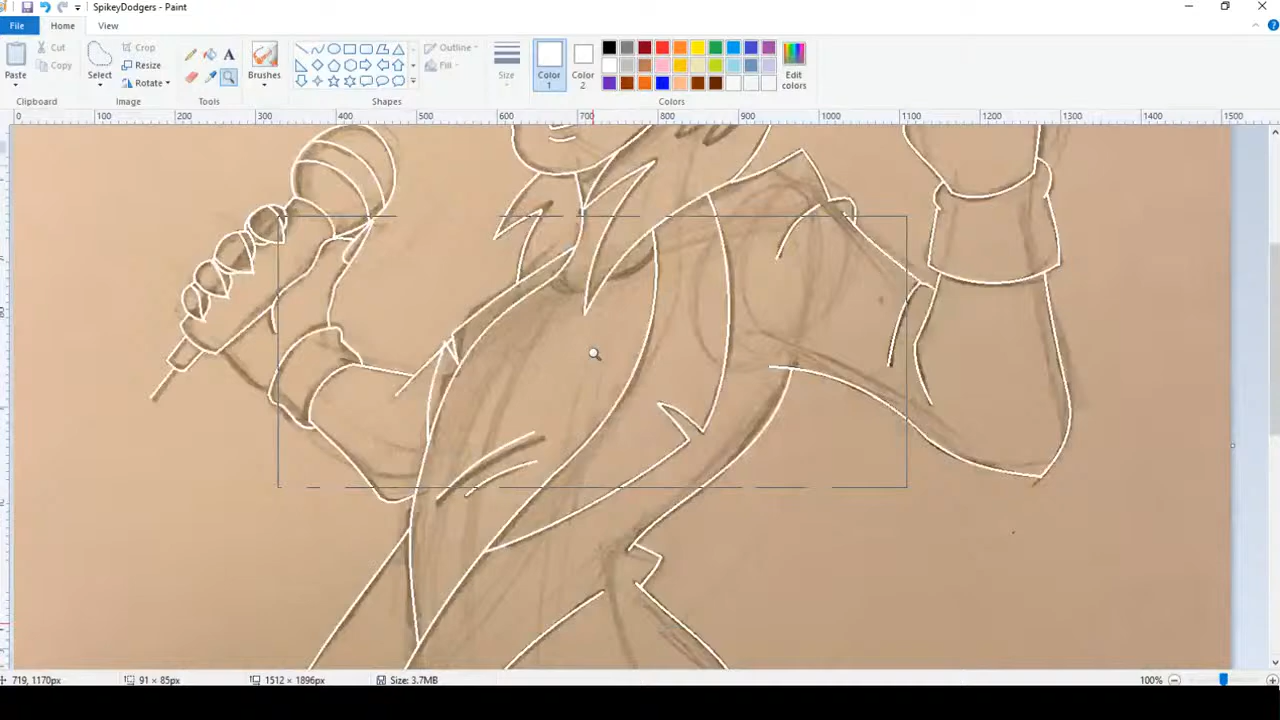 SpikeyDodgers - Paint
File Home View
Paste Cut Copy
Select Crop Resize Rotate
Brushes
Outline Fill
Size
Color 1 Color 2 Edit colors
Clipboard Image Tools Shapes Colors
0 100 200 300 400 500 600 700 800 900 1000 1100 1200 1300 1400 1500
719, 1170px 91 × 85px 1512 × 1896px Size: 3.7MB 100%